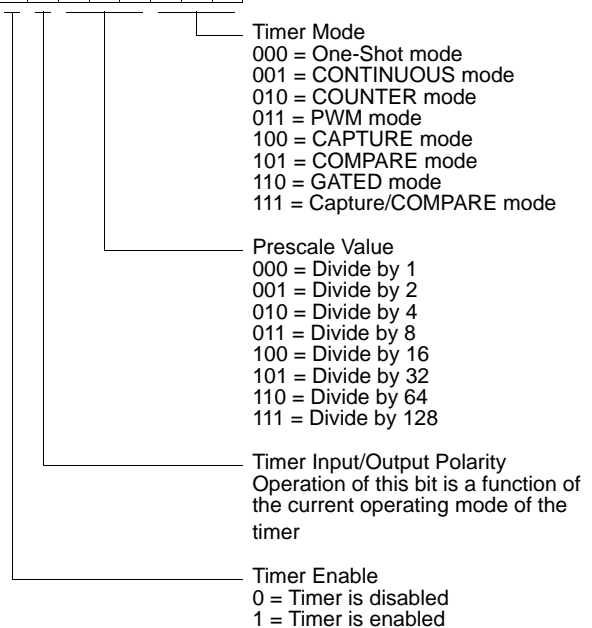 Timer Mode
000 = One-Shot mode
001 = CONTINUOUS mode
010 = COUNTER mode
011 = PWM mode
100 = CAPTURE mode
101 = COMPARE mode
110 = GATED mode
111 = Capture/COMPARE mode
Prescale Value
000 = Divide by 1
001 = Divide by 2
010 = Divide by 4
011 = Divide by 8
100 = Divide by 16
101 = Divide by 32
110 = Divide by 64
111 = Divide by 128
Timer Input/Output Polarity
Operation of this bit is a function of
the current operating mode of the
timer
Timer Enable
0 = Timer is disabled
1 = Timer is enabled